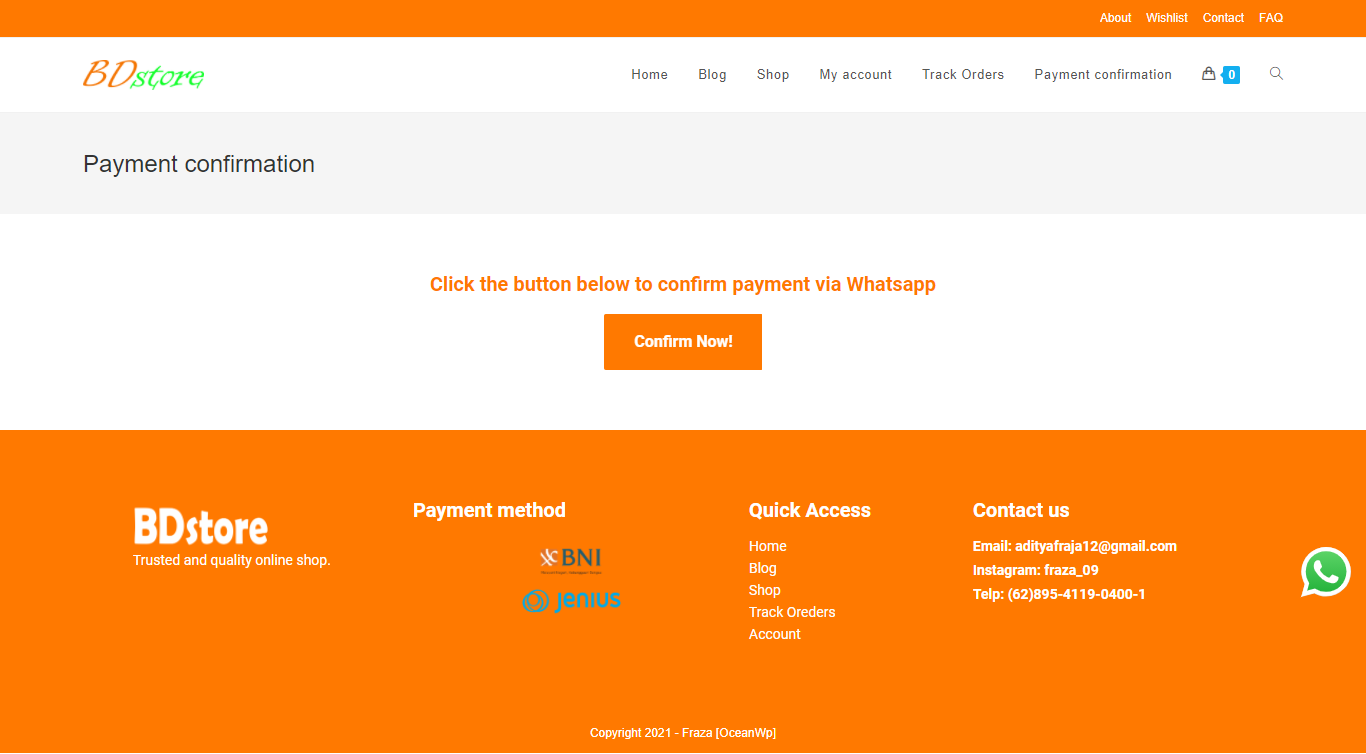 About Wishlist Contact FAQ
BDstore
Home Blog Shop My account Track Orders Payment confirmation 0
Payment confirmation
Click the button below to confirm payment via Whatsapp
Confirm Now!
BDstore
Trusted and quality online shop.
Payment method
BNI
Jenius
Quick Access
Home
Blog
Shop
Track Oreders
Account
Contact us
Email: adityafraja12@gmail.com
Instagram: fraza_09
Telp: (62)895-4119-0400-1
Copyright 2021 - Fraza [OceanWp]